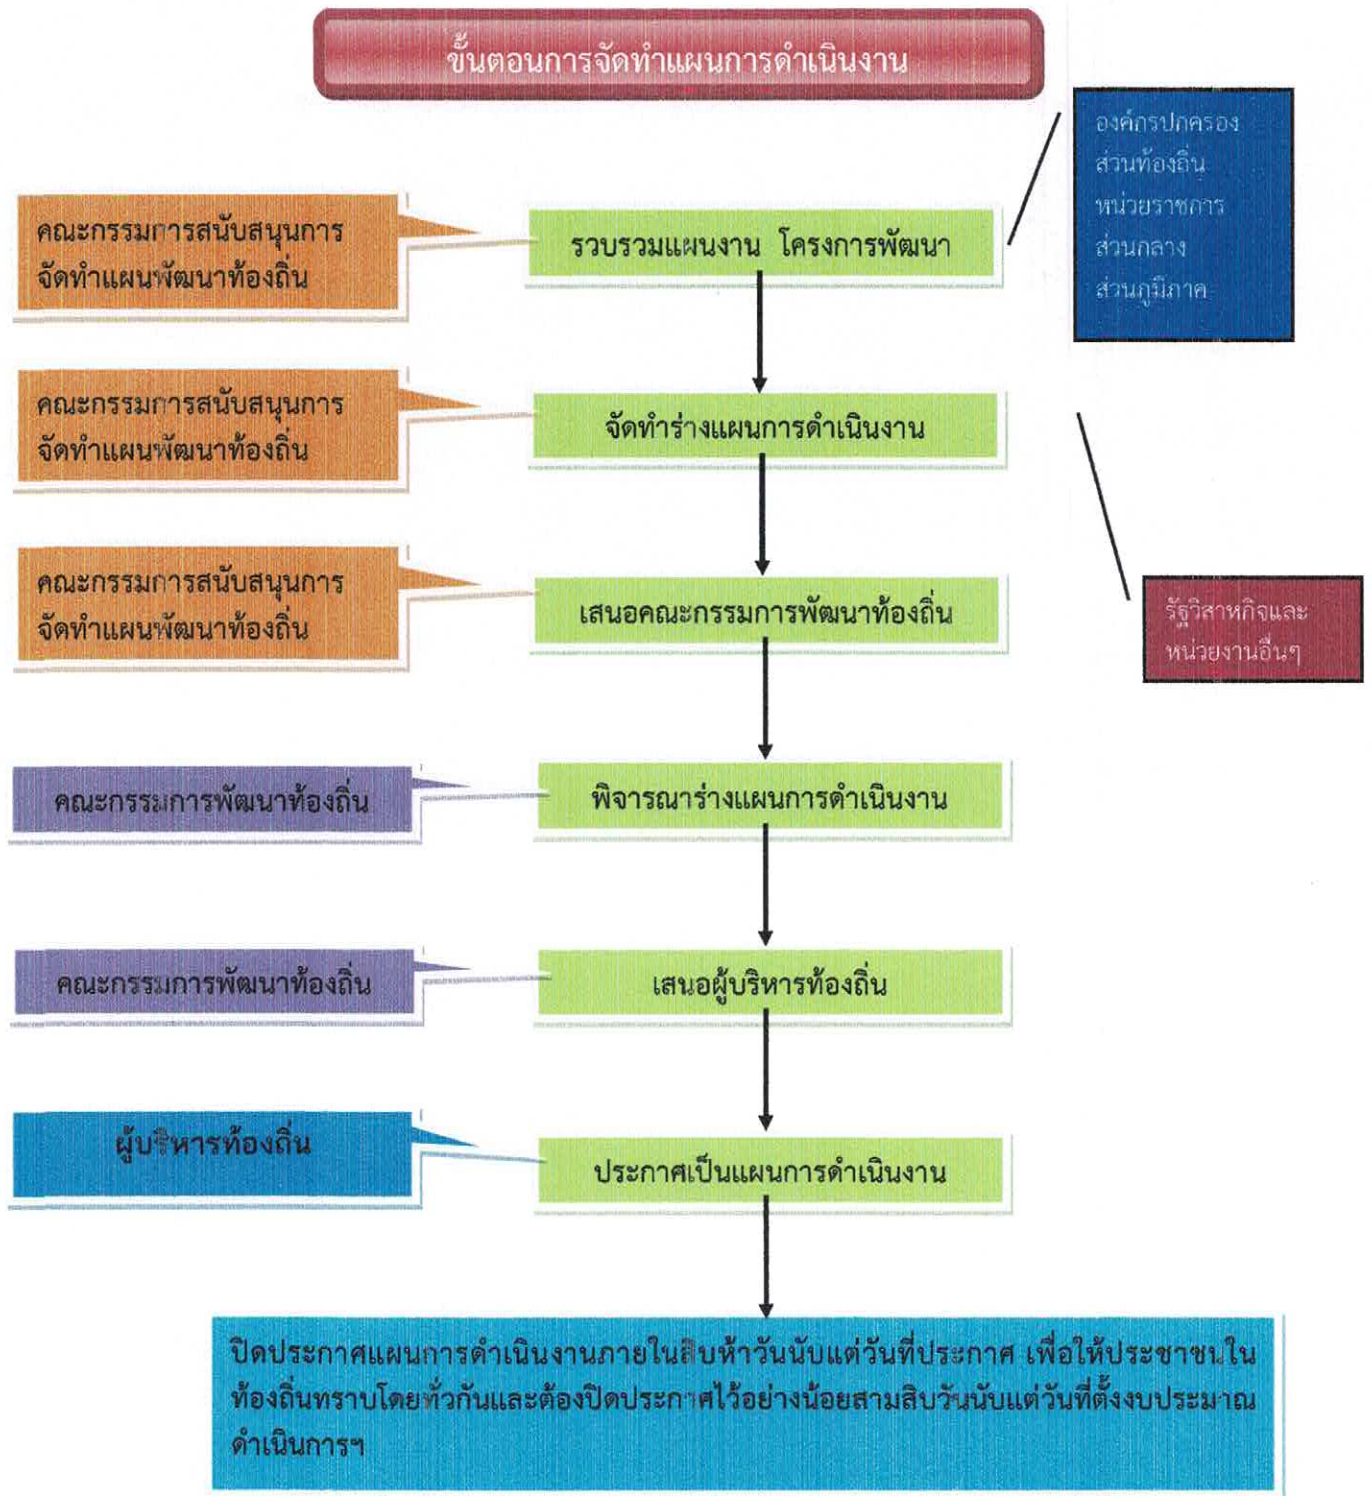 ขั้นตอนการจัดทำแผนการดำเนินงาน
องค์กรปกครอง
ส่วนท้องถิ่น
หน่วยราชการ
ส่วนกลาง
ส่วนภูมิภาค
คณะกรรมการสนับสนุนการ
จัดทำแผนพัฒนาท้องถิ่น
รวบรวมแผนงาน โครงการพัฒนา
คณะกรรมการสนับสนุนการ
จัดทำแผนพัฒนาท้องถิ่น
จัดทำร่างแผนการดำเนินงาน
คณะกรรมการสนับสนุนการ
จัดทำแผนพัฒนาท้องถิ่น
เสนอคณะกรรมการพัฒนาท้องถิ่น
รัฐวิสาหกิจและ
หน่วยงานอื่นๆ
คณะกรรมการพัฒนาท้องถิ่น
พิจารณาร่างแผนการดำเนินงาน
คณะกรรมการพัฒนาท้องถิ่น
เสนอผู้บริหารท้องถิ่น
ผู้บริหารท้องถิ่น
ประกาศเป็นแผนการดำเนินงาน
ปิดประกาศแผนการดำเนินงานภายในสิบห้าวันนับแต่วันที่ประกาศ เพื่อให้ประชาชนใน
ท้องถิ่นทราบโดยทั่วกันและต้องปิดประกาศไว้อย่างน้อยสามสิบวันนับแต่วันที่ตั้งงบประมาณ
ดำเนินการฯ